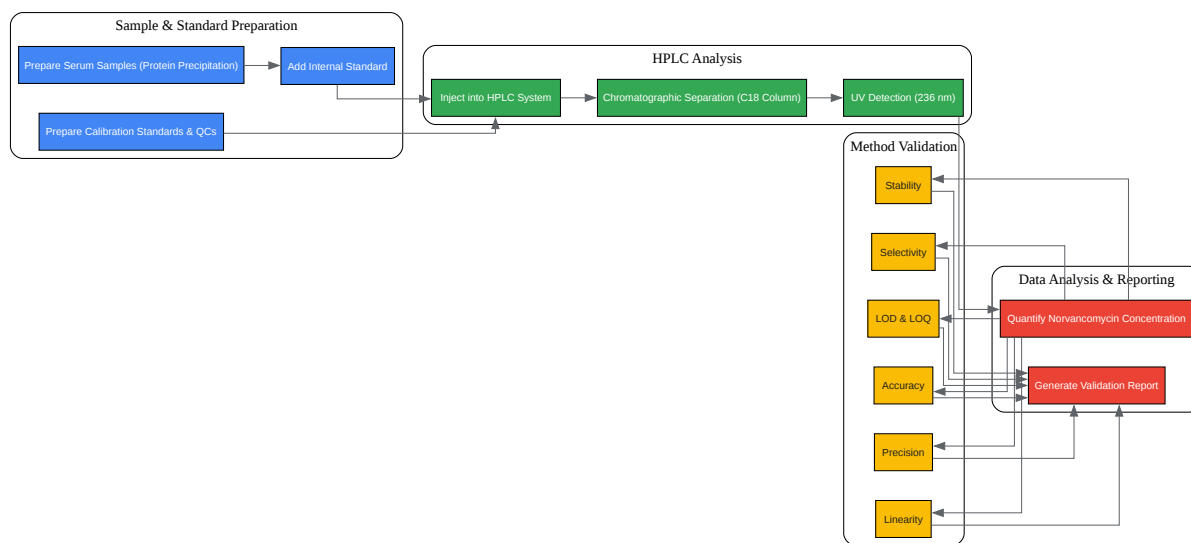 Sample & Standard Preparation
Prepare Serum Samples (Protein Precipitation)
Add Internal Standard
Prepare Calibration Standards & QCs
HPLC Analysis
Inject into HPLC System
Chromatographic Separation (C18 Column)
UV Detection (236 nm)
Method Validation
Stability
Selectivity
LOD & LOQ
Accuracy
Precision
Linearity
Data Analysis & Reporting
Quantify Norvancomycin Concentration
Generate Validation Report